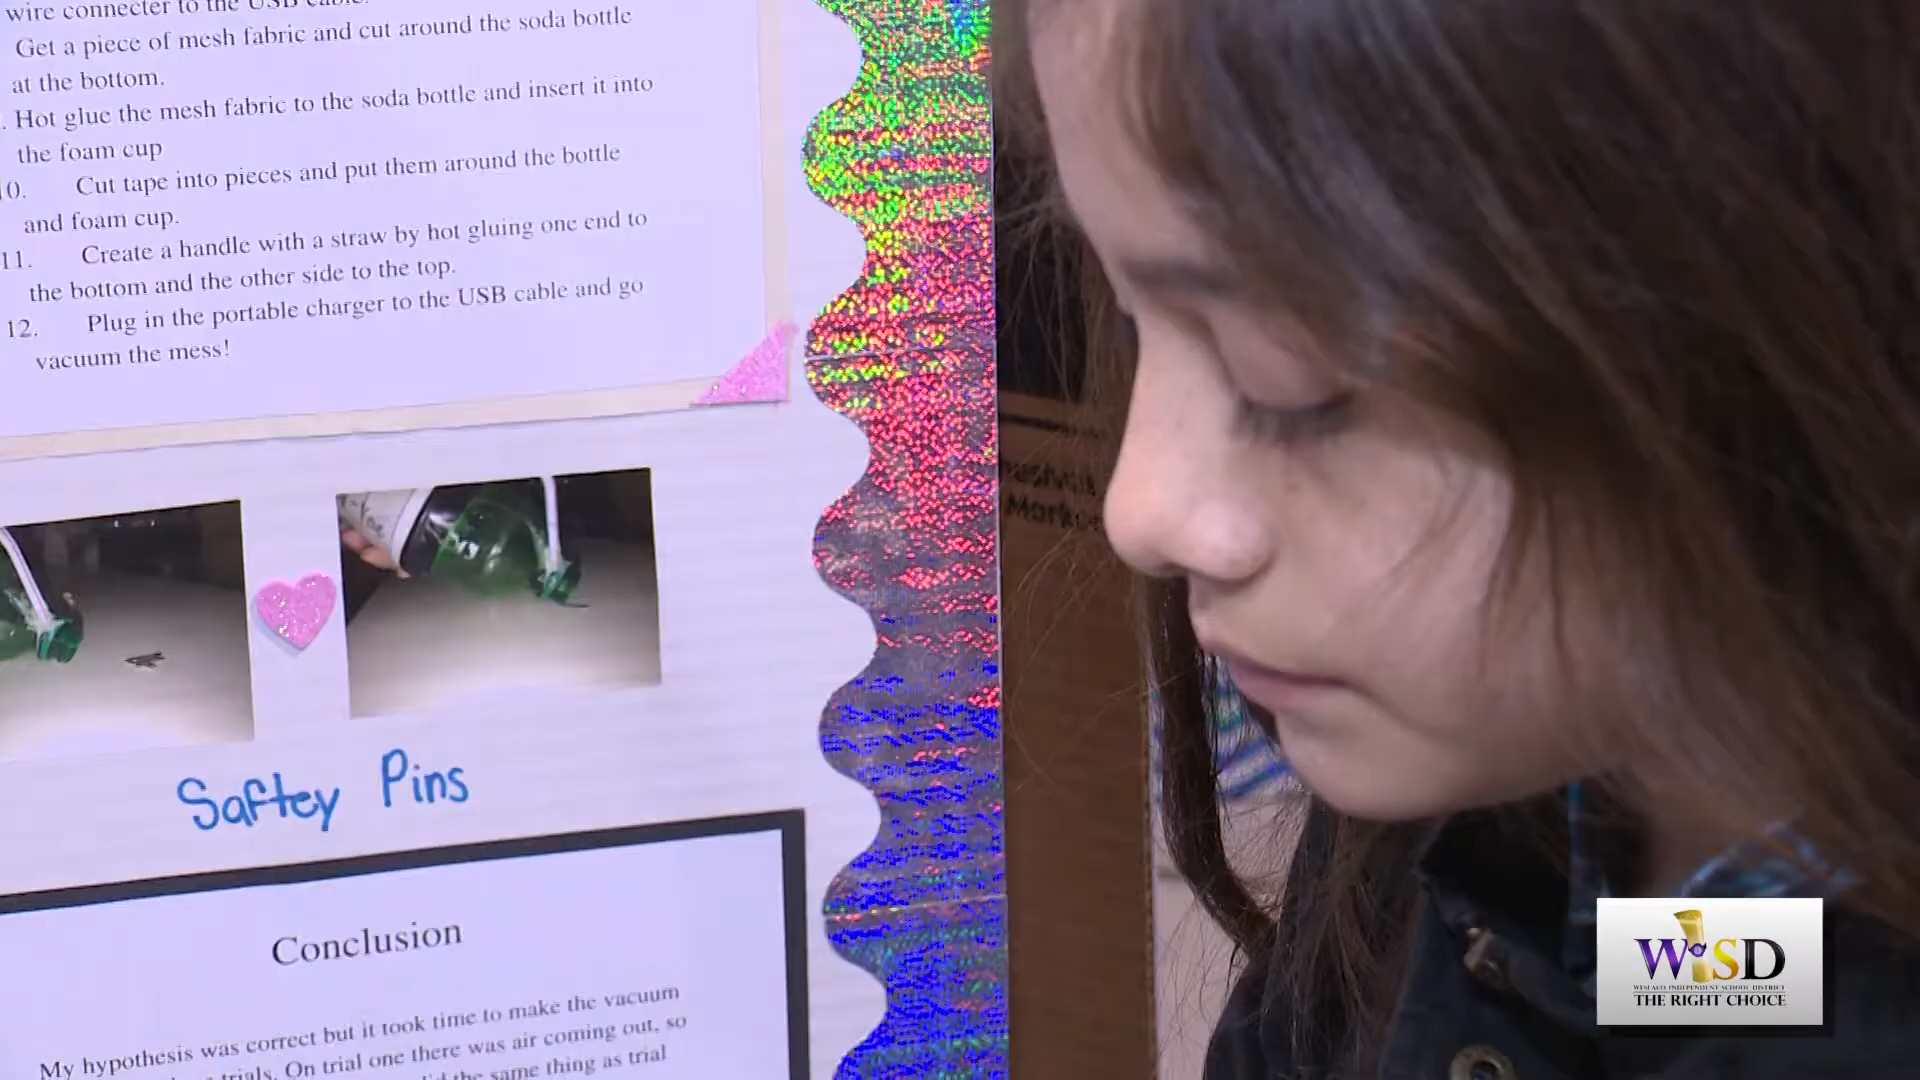 wire connecter to the USB cable.
Get a piece of mesh fabric and cut around the soda bottle
at the bottom.
. Hot glue the mesh fabric to the soda bottle and insert it into
the foam cup
10. Cut tape into pieces and put them around the bottle
and foam cup.
11. Create a handle with a straw by hot gluing one end to
the bottom and the other side to the top.
12. Plug in the portable charger to the USB cable and go
vacuum the mess!
Saftey Pins
Conclusion
My hypothesis was correct but it took time to make the vacuum
trials. On trial one there was air coming out, so
the same thing as trial
WISD
WESLACO INDEPENDENT SCHOOL DISTRICT
THE RIGHT CHOICE